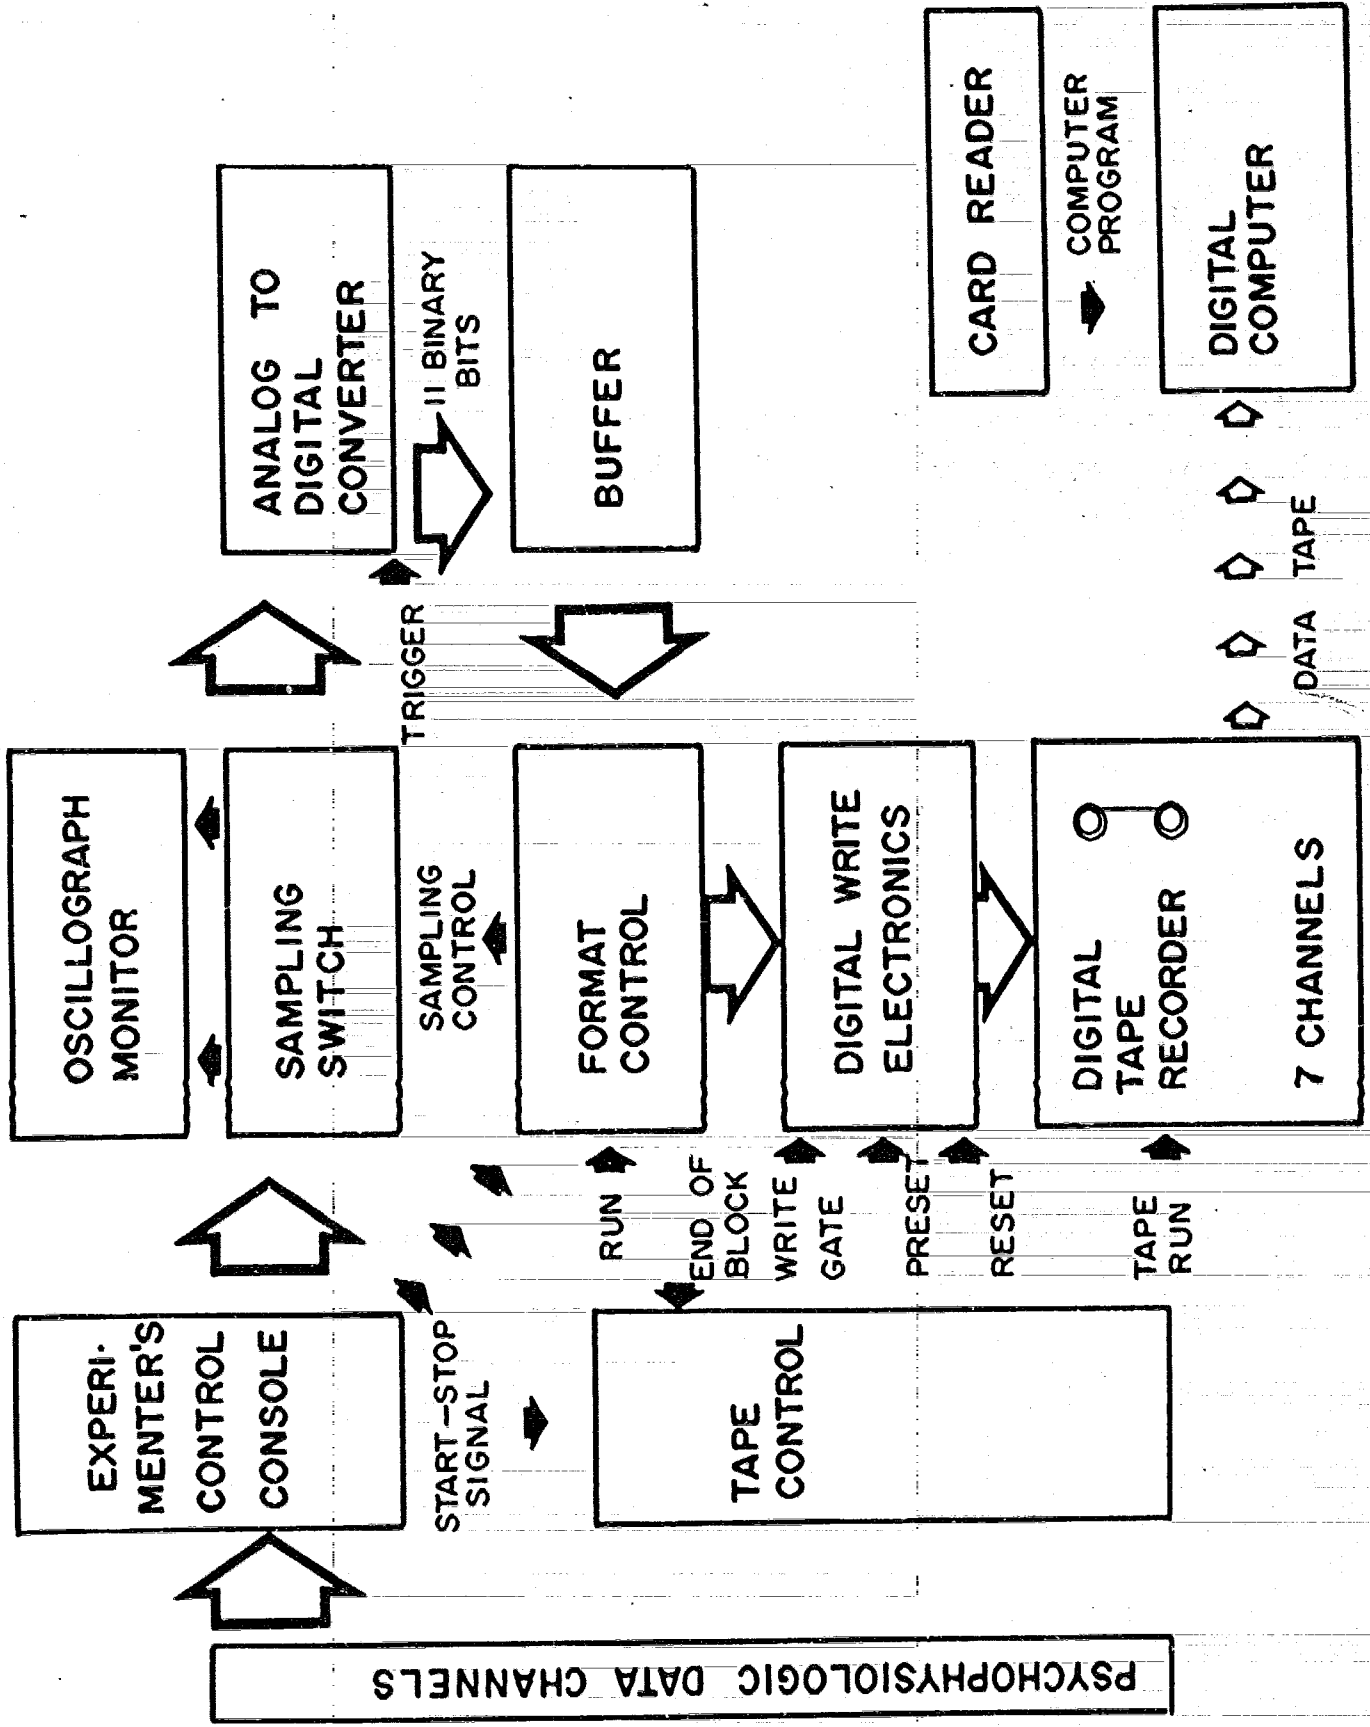 PSYCHOPHYSIOLOGIC DATA CHANNELS
EXPERI-
MENTER'S
CONTROL
CONSOLE
START-STOP
SIGNAL
TAPE
CONTROL
OSCILLOGRAPH
MONITOR
SAMPLING
SWITCH
SAMPLING
CONTROL
FORMAT
CONTROL
RUN
END OF
BLOCK
WRITE
GATE
PRESET
RESET
TAPE
RUN
DIGITAL WRITE
ELECTRONICS
DIGITAL
TAPE
RECORDER
7 CHANNELS
TRIGGER
ANALOG TO
DIGITAL
CONVERTER
11 BINARY
BITS
BUFFER
DATA TAPE
CARD READER
COMPUTER
PROGRAM
DIGITAL
COMPUTER